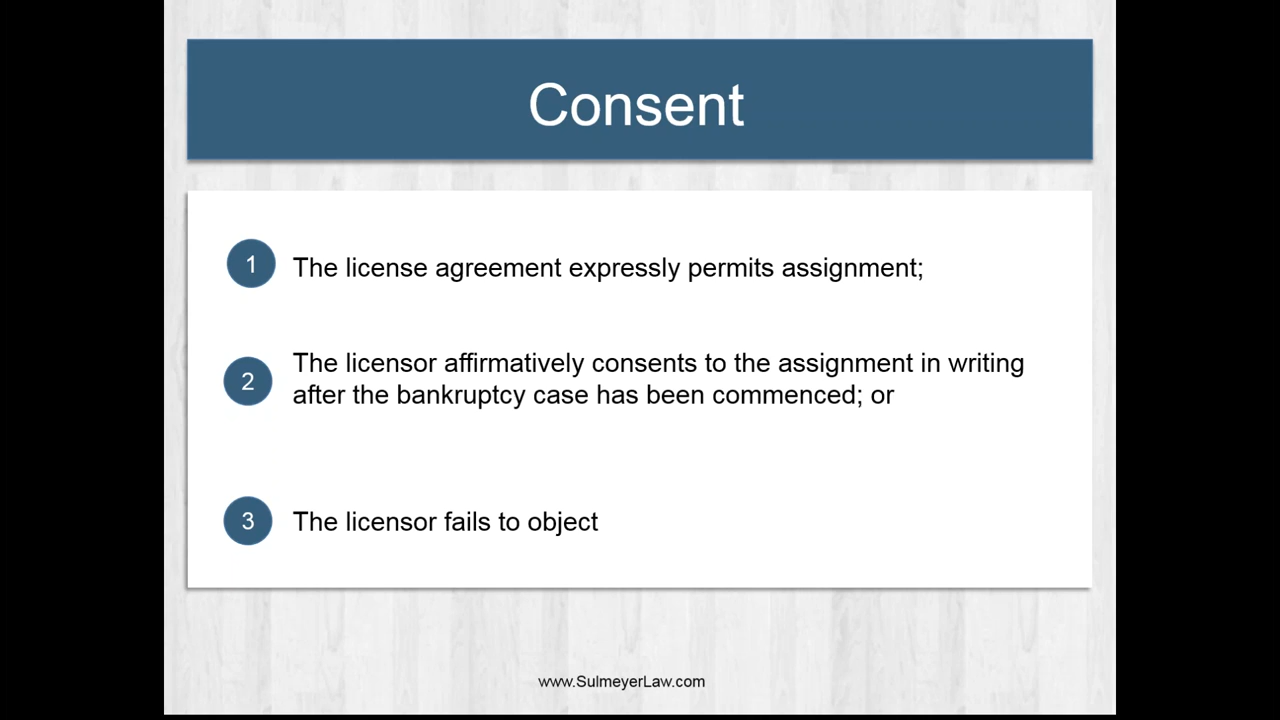 Consent
1 The license agreement expressly permits assignment;
2 The licensor affirmatively consents to the assignment in writing
after the bankruptcy case has been commenced; or
3 The licensor fails to object
www.SulmeyerLaw.com